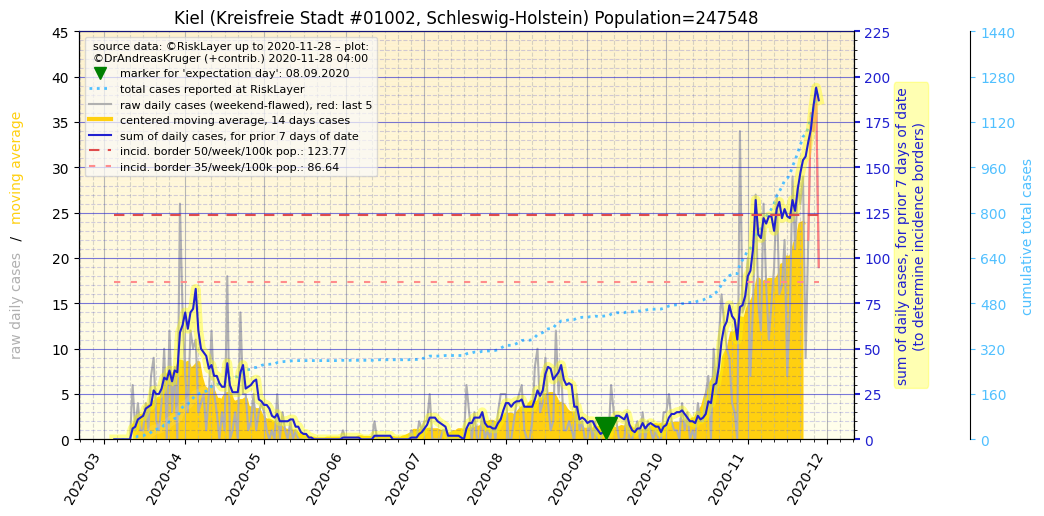 Kiel (Kreisfreie Stadt #01002, Schleswig-Holstein) Population=247548
source data: ©RiskLayer up to 2020-11-28 – plot:
©DrAndreasKruger (+contrib.) 2020-11-28 04:00
marker for 'expectation day': 08.09.2020
total cases reported at RiskLayer
raw daily cases (weekend-flawed), red: last 5
centered moving average, 14 days cases
sum of daily cases, for prior 7 days of date
incid. border 50/week/100k pop.: 123.77
incid. border 35/week/100k pop.: 86.64
raw daily cases / moving average
45
40
35
30
25
20
15
10
5
0
2020-03
2020-04
2020-05
2020-06
2020-07
2020-08
2020-09
2020-10
2020-11
2020-12
225
200
175
150
125
100
75
50
25
0
sum of daily cases, for prior 7 days of date
(to determine incidence borders)
1440
1280
1120
960
800
640
480
320
160
0
cumulative total cases